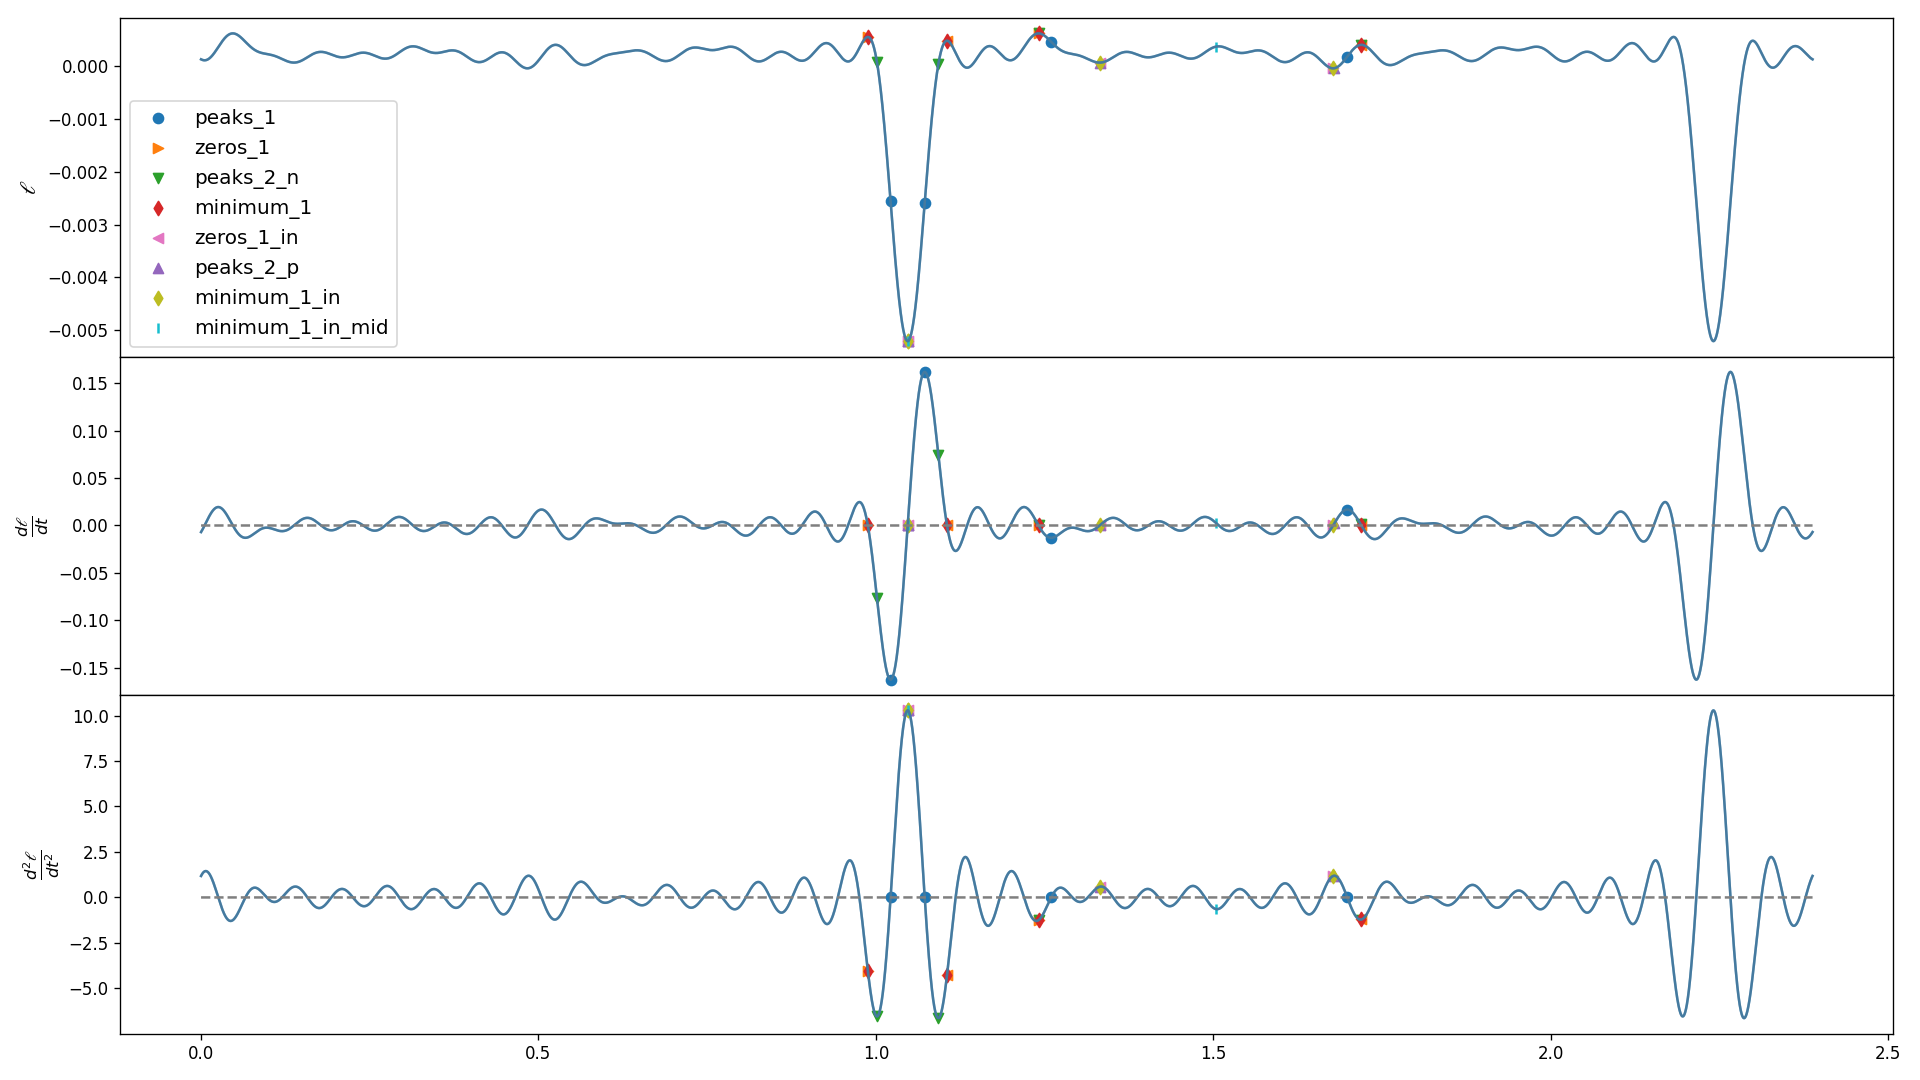 0.000
−0.001
−0.002
−0.003
−0.004
−0.005
ℓ
peaks_1
zeros_1
peaks_2_n
minimum_1
zeros_1_in
peaks_2_p
minimum_1_in
minimum_1_in_mid
0.15
0.10
0.05
0.00
−0.05
−0.10
−0.15
dℓ
dt
10.0
7.5
5.0
2.5
0.0
−2.5
−5.0
d²ℓ
dt²
0.0 0.5 1.0 1.5 2.0 2.5